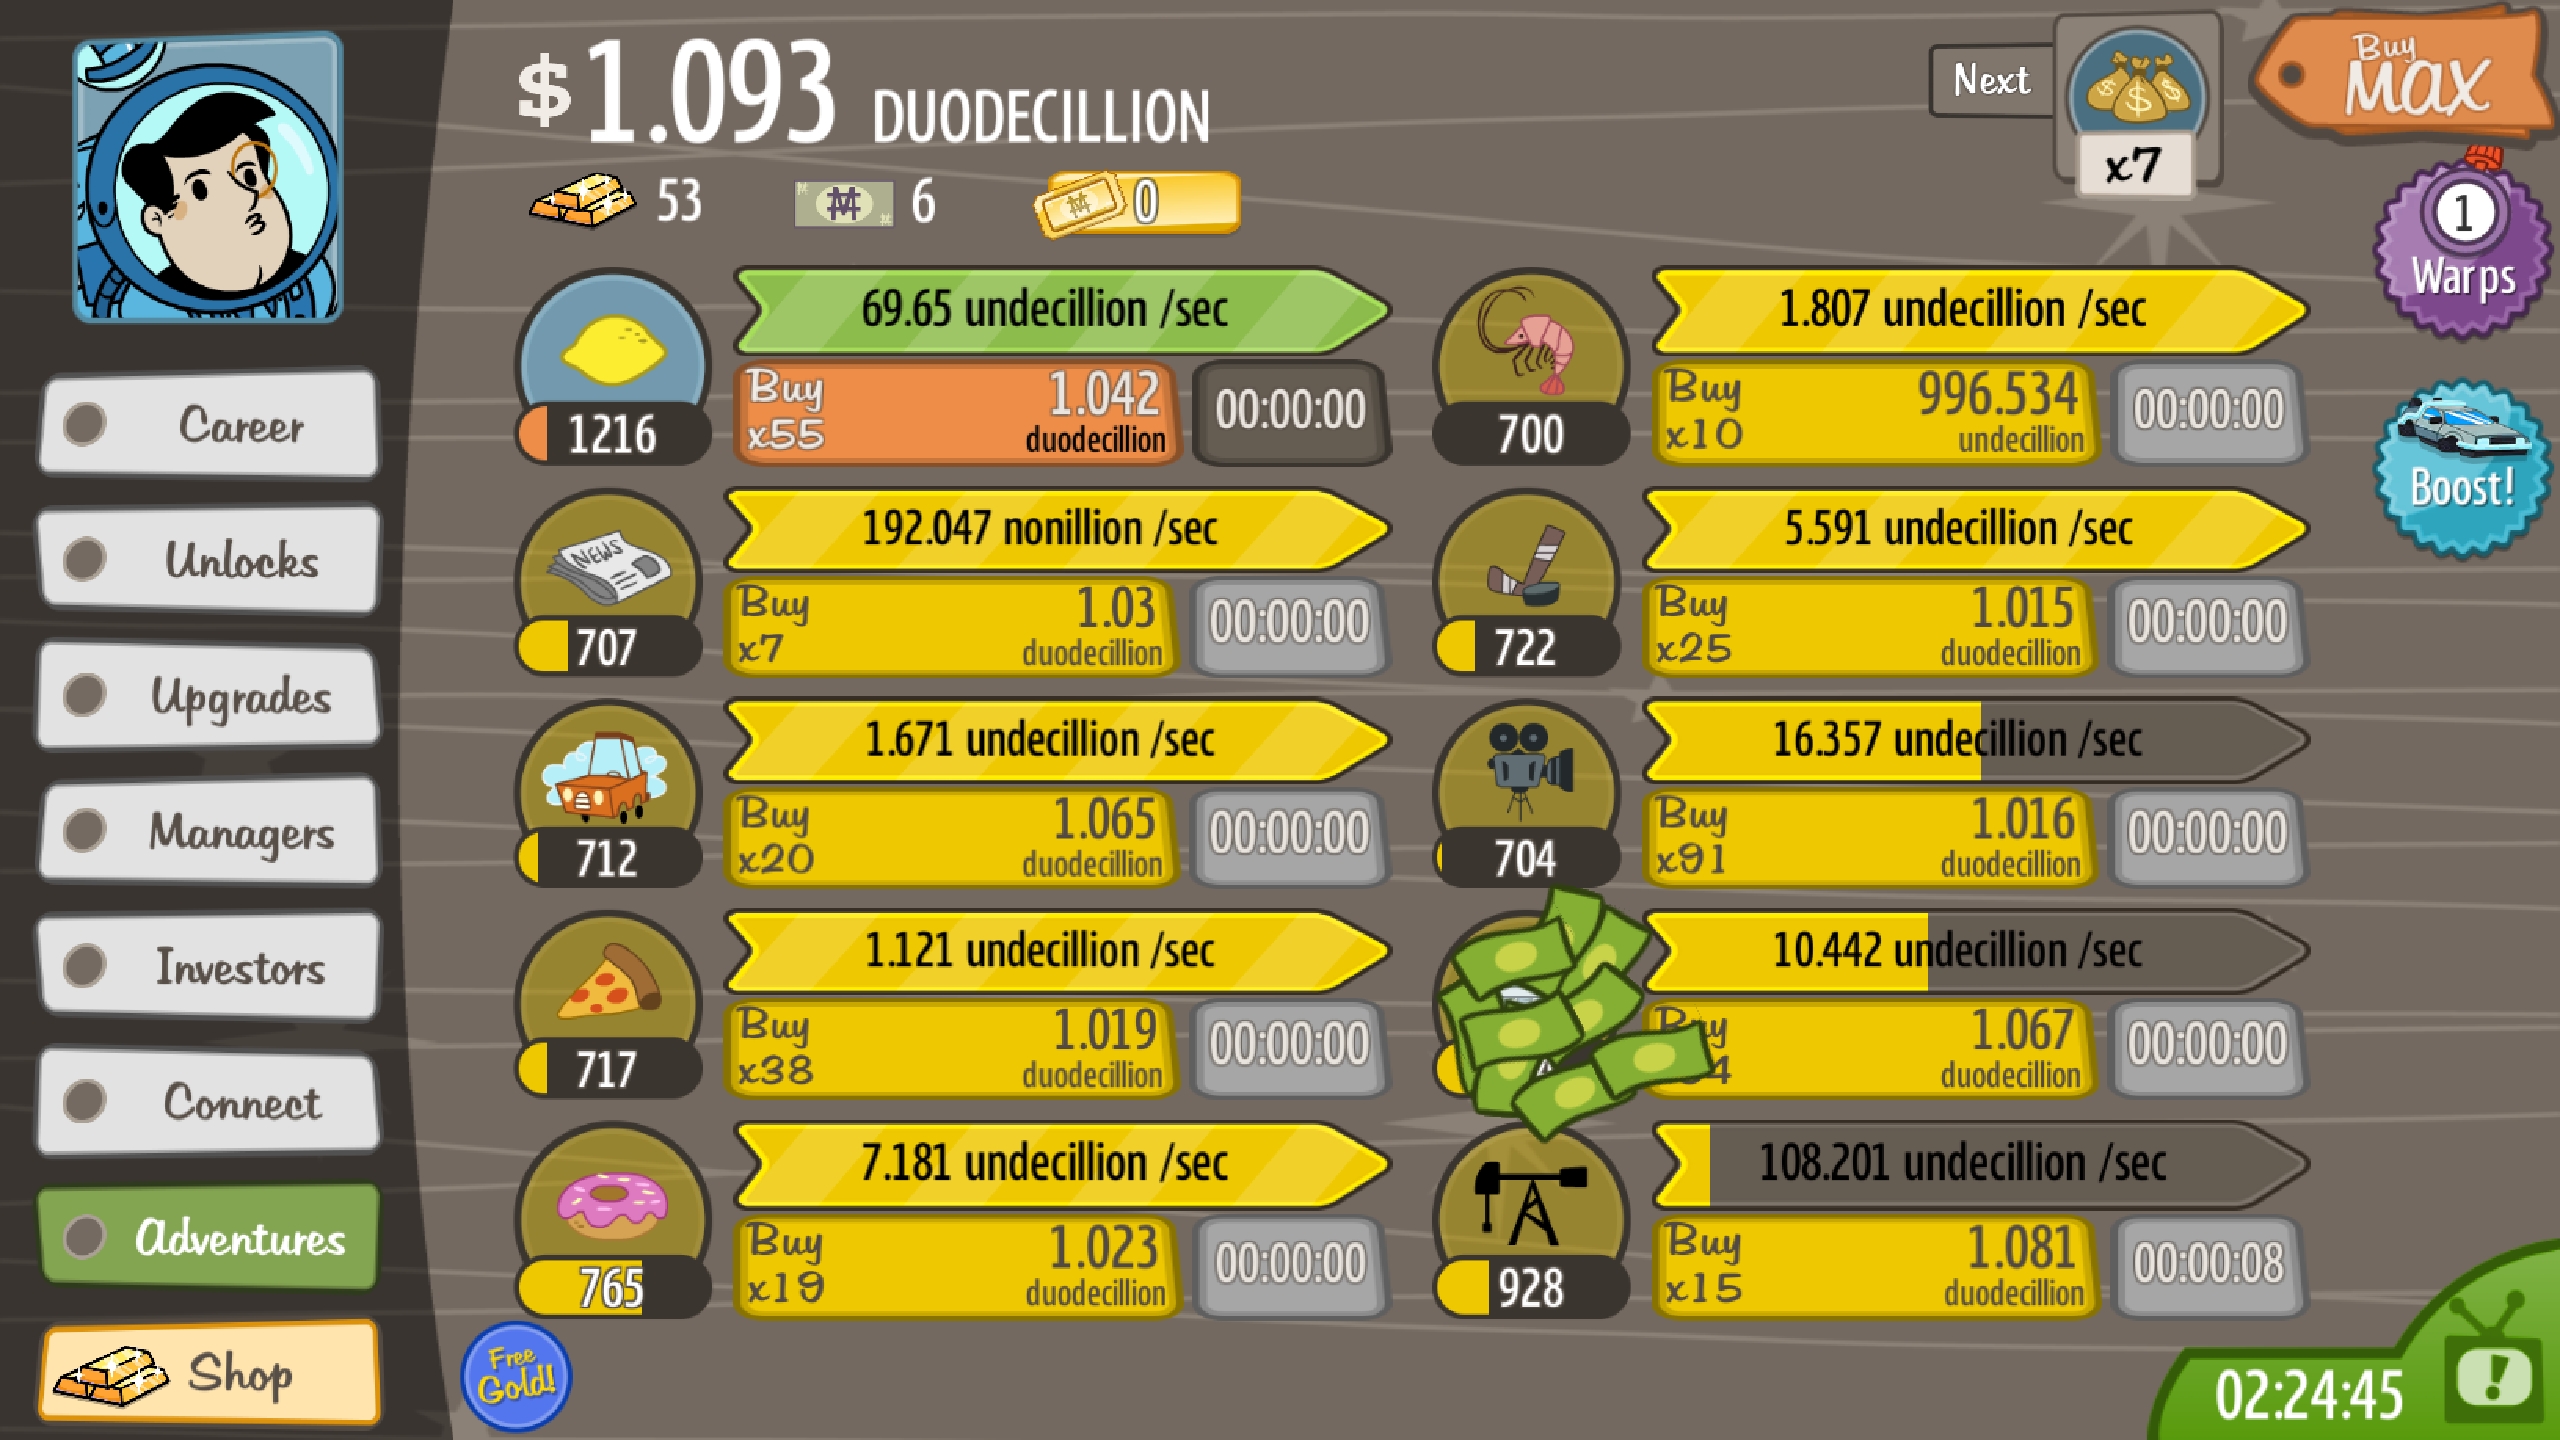 $1.093 DUODECILLION
53
6
0
Next
x7
Buy
MAX
1
Warps
Boost!
Career
Unlocks
Upgrades
Managers
Investors
Connect
Adventures
Shop
Free
Gold!
69.65 undecillion /sec
1216
Buy
x55
1.042
duodecillion
00:00:00
NEWS
192.047 nonillion /sec
707
Buy
x7
1.03
duodecillion
00:00:00
1.671 undecillion /sec
712
Buy
x20
1.065
duodecillion
00:00:00
1.121 undecillion /sec
717
Buy
x38
1.019
duodecillion
00:00:00
7.181 undecillion /sec
765
Buy
x19
1.023
duodecillion
00:00:00
1.807 undecillion /sec
700
Buy
x10
996.534
undecillion
00:00:00
5.591 undecillion /sec
722
Buy
x25
1.015
duodecillion
00:00:00
16.357 undecillion /sec
704
Buy
x91
1.016
duodecillion
00:00:00
10.442 undecillion /sec
Buy
1.067
duodecillion
00:00:00
108.201 undecillion /sec
928
Buy
x15
1.081
duodecillion
00:00:08
02:24:45